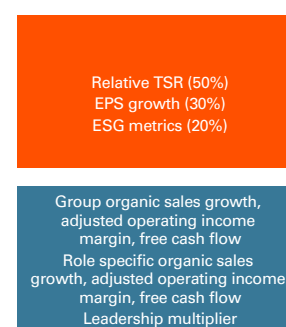 Relative TSR (50%)
EPS growth (30%)
ESG metrics (20%)
Group organic sales growth,
adjusted operating income
margin, free cash flow
Role specific organic sales
growth, adjusted operating income
margin, free cash flow
Leadership multiplier